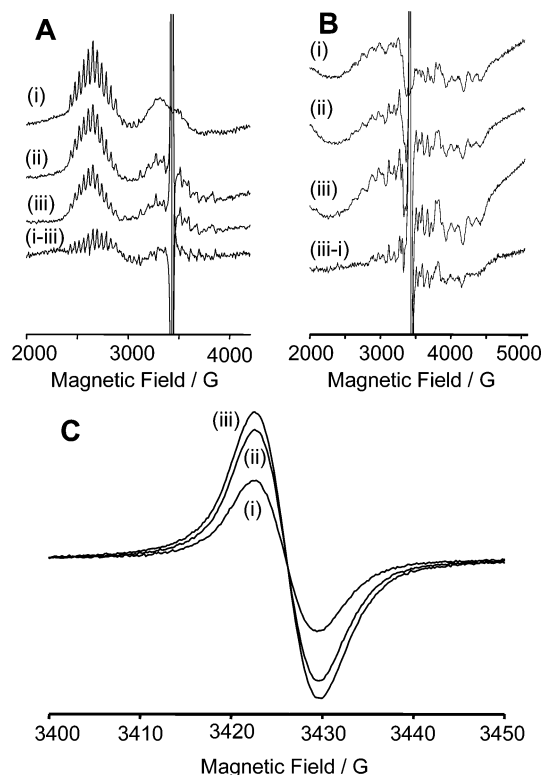 A
(i)
(ii)
(iii)
(i-iii)
2000 3000 4000
Magnetic Field / G
B
(i)
(ii)
(iii)
(iii-i)
2000 3000 4000 5000
Magnetic Field / G
C
(iii)
(ii)
(i)
3400 3410 3420 3430 3440 3450
Magnetic Field / G